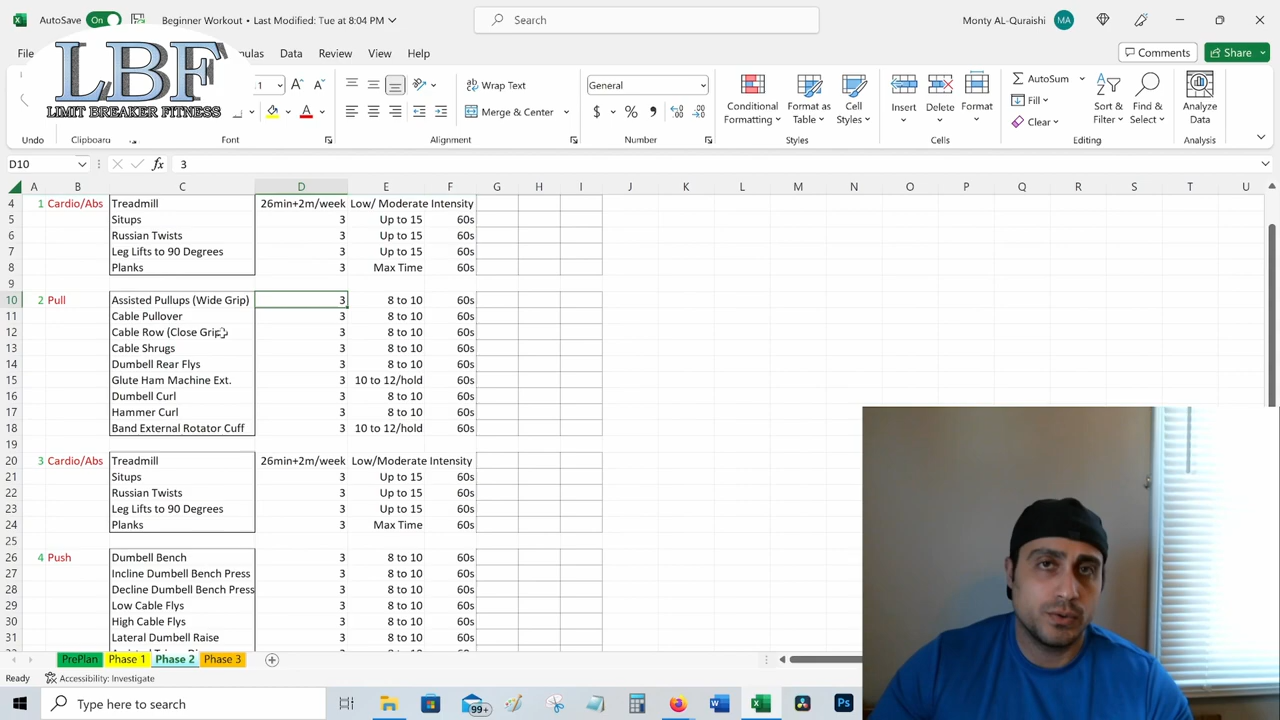 AutoSave On Beginner Workout • Last Modified: Tue at 8:04 PM Search Monty AL-Quraishi MA
File
ulas Data Review View Help Comments Share
LBF
LIMIT BREAKER FITNESS
A A Wrap Text General AutoSum
Merge & Center $ % Fill
Conditional Formatting Format as Table Cell Styles Insert Delete Format Clear Sort & Filter Find & Select Analyze Data
Undo Clipboard Font Alignment Number Styles Cells Editing
D10 fx 3
A B C D E F G H I J K L M N O P Q R S T U
4 1 Cardio/Abs Treadmill 26min+2m/week Low/ Moderate Intensity
5 Situps 3 Up to 15 60s
6 Russian Twists 3 Up to 15 60s
7 Leg Lifts to 90 Degrees 3 Up to 15 60s
8 Planks 3 Max Time 60s
9
10 2 Pull Assisted Pullups (Wide Grip) 3 8 to 10 60s
11 Cable Pullover 3 8 to 10 60s
12 Cable Row (Close Grip) 3 8 to 10 60s
13 Cable Shrugs 3 8 to 10 60s
14 Dumbell Rear Flys 3 8 to 10 60s
15 Glute Ham Machine Ext. 3 10 to 12/hold 60s
16 Dumbell Curl 3 8 to 10 60s
17 Hammer Curl 3 8 to 10 60s
18 Band External Rotator Cuff 3 10 to 12/hold 60s
19
20 3 Cardio/Abs Treadmill 26min+2m/week Low/Moderate Intensity
21 Situps 3 Up to 15 60s
22 Russian Twists 3 Up to 15 60s
23 Leg Lifts to 90 Degrees 3 Up to 15 60s
24 Planks 3 Max Time 60s
25
26 4 Push Dumbell Bench 3 8 to 10 60s
27 Incline Dumbell Bench Press 3 8 to 10 60s
28 Decline Dumbell Bench Press 3 8 to 10 60s
29 Low Cable Flys 3 8 to 10 60s
30 High Cable Flys 3 8 to 10 60s
31 Lateral Dumbell Raise 3 8 to 10 60s
PrePlan Phase 1 Phase 2 Phase 3
Ready Accessibility: Investigate
Type here to search 99+ Ps